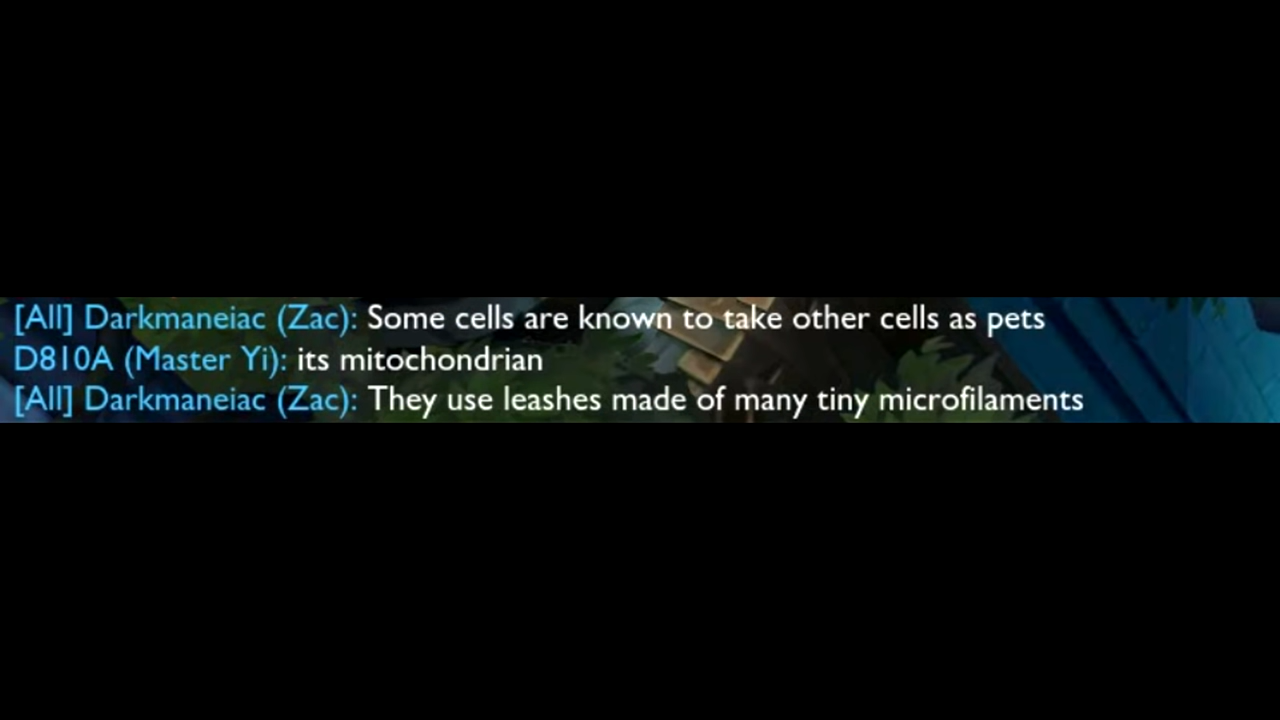 [All] Darkmaneiac (Zac): Some cells are known to take other cells as pets
D810A (Master Yi): its mitochondrian
[All] Darkmaneiac (Zac): They use leashes made of many tiny microfilaments